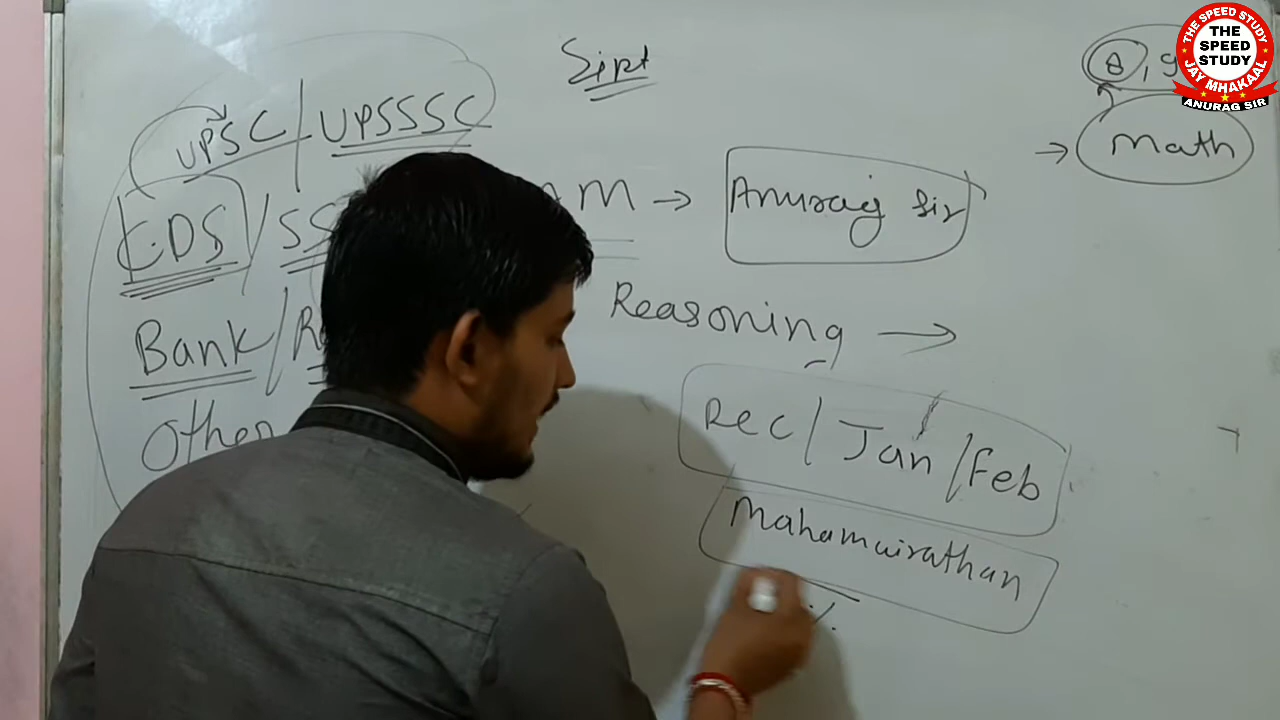 Sipt
UPSC / UPSSSC
CDS / SS
Bank /
Other
M → Anurag Sir
Reasoning →
Rec / Jan / Feb
Mahamairathan
%
8, 9
→ Math
THE SPEED STUDY
THE
SPEED
STUDY
JAY MHAKAAL
ANURAG SIR